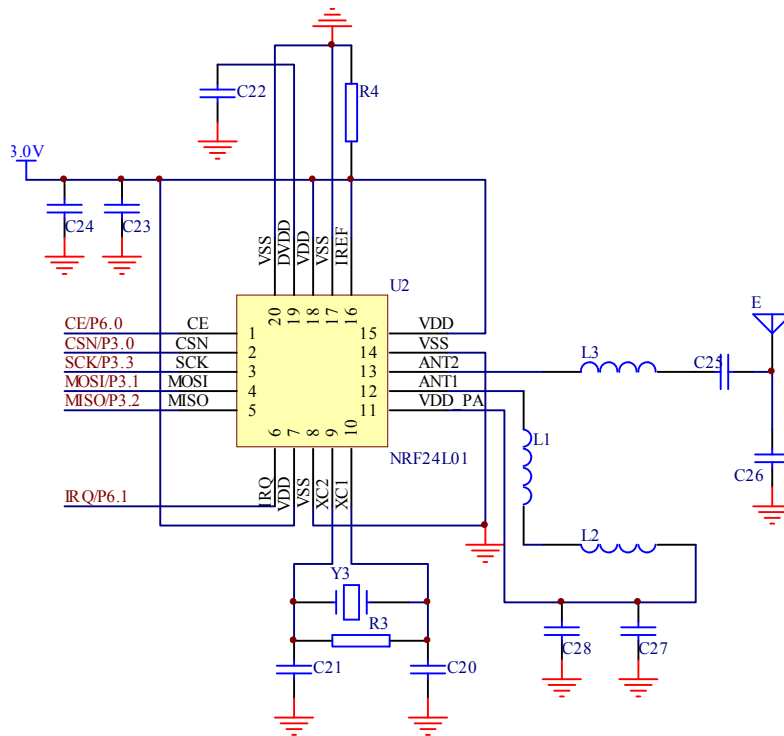 C22
R4
3.0V
C24
C23
VSS
DVDD
VDD
VSS
IREF
U2
20
19
18
17
16
E
CE/P6.0
CE
1
15
VDD
CSN/P3.0
CSN
2
14
VSS
SCK/P3.3
SCK
3
13
ANT2
L3
C25
MOSI/P3.1
MOSI
4
12
ANT1
MISO/P3.2
MISO
5
11
VDD_PA
6
7
8
9
10
L1
NRF24L01
C26
IRQ/P6.1
IRQ
VDD
VSS
XC2
XC1
L2
Y3
R3
C21
C20
C28
C27